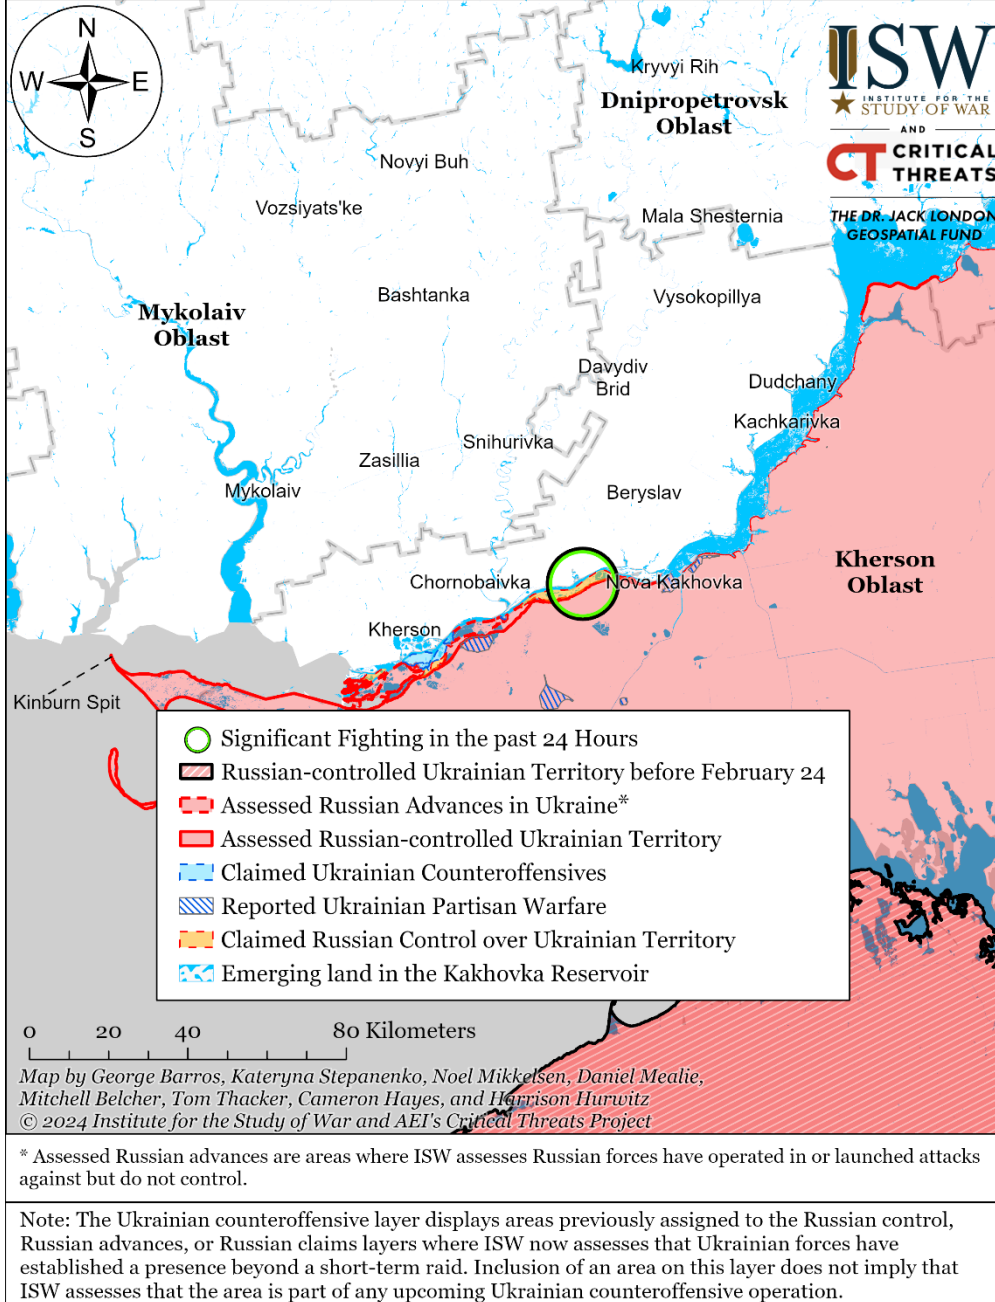 N
W E
S
ISW
INSTITUTE FOR THE
STUDY OF WAR
AND
CT CRITICAL
THREATS
THE DR. JACK LONDON
GEOSPATIAL FUND
Kryvyi Rih
Dnipropetrovsk
Oblast
Novyi Buh
Vozsiyats'ke
Mala Shesternia
Bashtanka
Vysokopillya
Mykolaiv
Oblast
Davydiv
Brid
Dudchany
Kachkarivka
Snihurivka
Zasillia
Mykolaiv
Beryslav
Kherson
Oblast
Chornobaivka
Nova Kakhovka
Kherson
Kinburn Spit
Significant Fighting in the past 24 Hours
Russian-controlled Ukrainian Territory before February 24
Assessed Russian Advances in Ukraine*
Assessed Russian-controlled Ukrainian Territory
Claimed Ukrainian Counteroffensives
Reported Ukrainian Partisan Warfare
Claimed Russian Control over Ukrainian Territory
Emerging land in the Kakhovka Reservoir
0 20 40 80 Kilometers
Map by George Barros, Kateryna Stepanenko, Noel Mikkelsen, Daniel Mealie,
Mitchell Belcher, Tom Thacker, Cameron Hayes, and Harrison Hurwitz
© 2024 Institute for the Study of War and AEI's Critical Threats Project
* Assessed Russian advances are areas where ISW assesses Russian forces have operated in or launched attacks
against but do not control.
Note: The Ukrainian counteroffensive layer displays areas previously assigned to the Russian control,
Russian advances, or Russian claims layers where ISW now assesses that Ukrainian forces have
established a presence beyond a short-term raid. Inclusion of an area on this layer does not imply that
ISW assesses that the area is part of any upcoming Ukrainian counteroffensive operation.